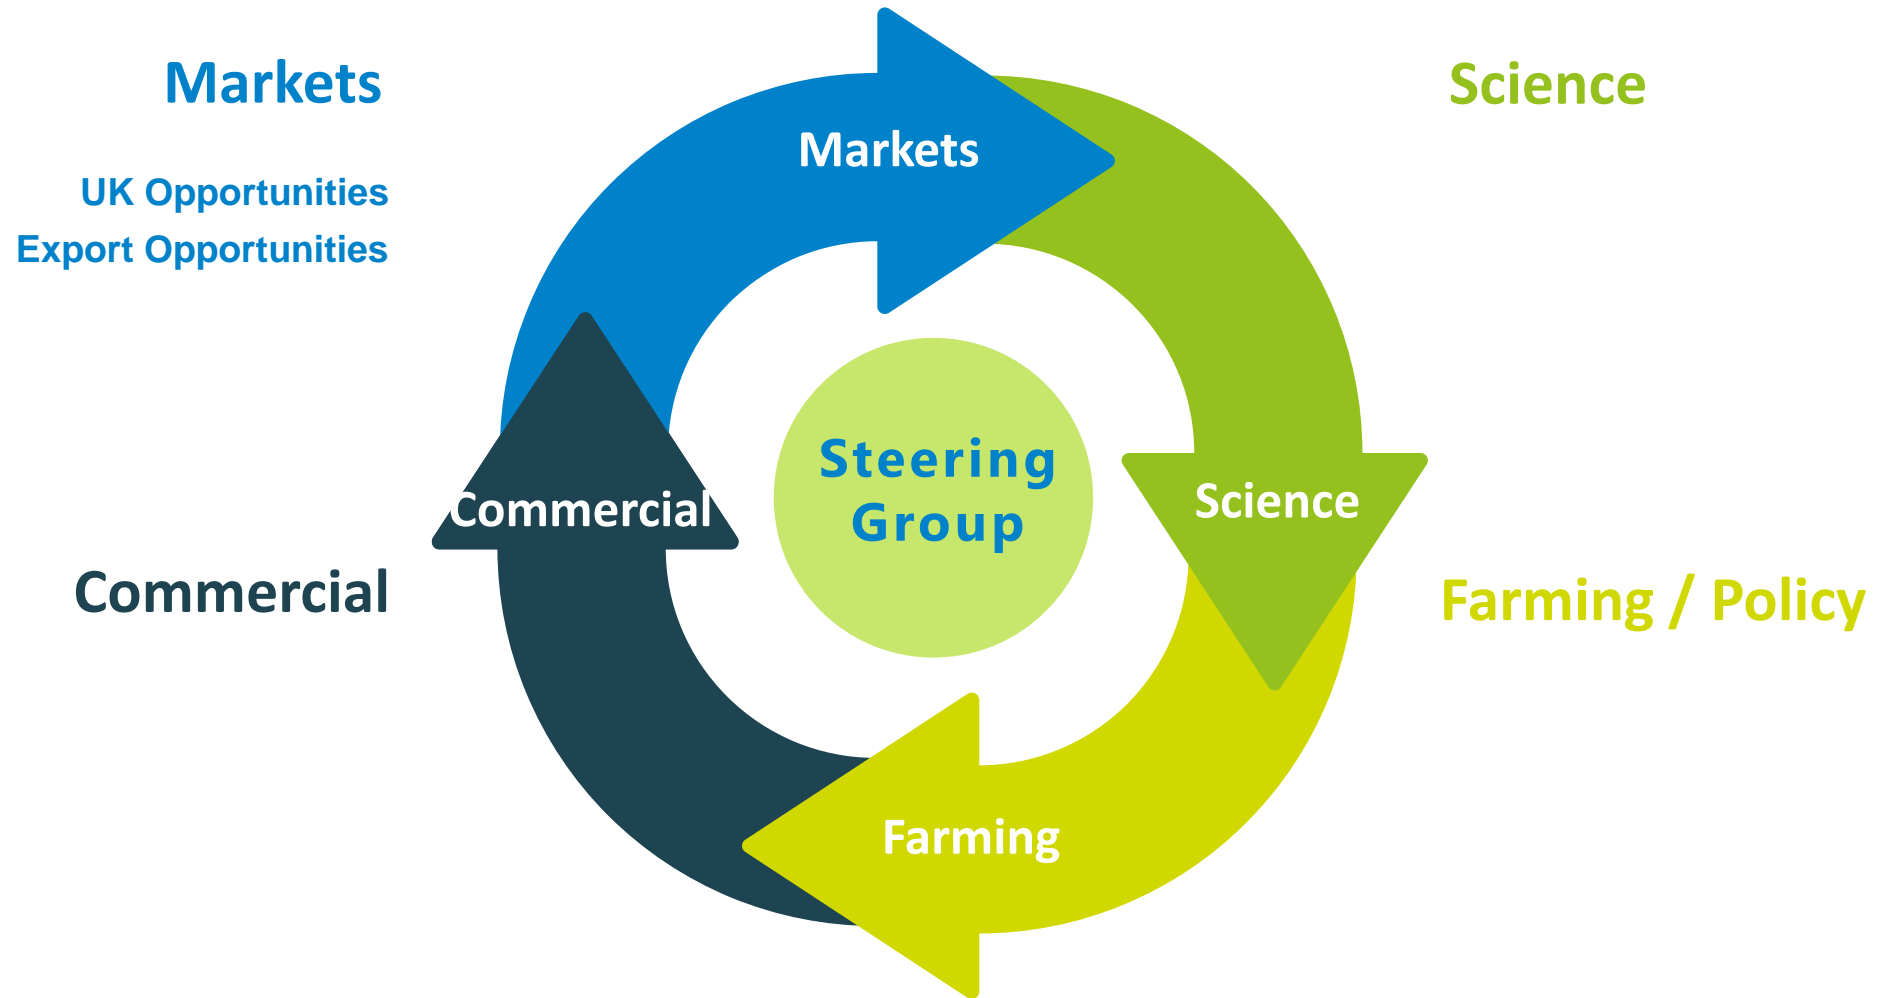 Markets
UK Opportunities
Export Opportunities
Science
Markets
Steering
Group
Science
Commercial
Farming
Commercial
Farming / Policy